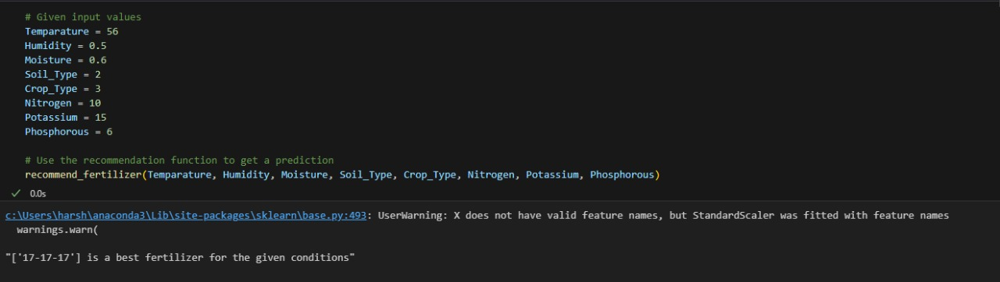 # Given input values
Temparature = 56
Humidity = 0.5
Moisture = 0.6
Soil_Type = 2
Crop_Type = 3
Nitrogen = 10
Potassium = 15
Phosphorous = 6
# Use the recommendation function to get a prediction
recommend_fertilizer(Temparature, Humidity, Moisture, Soil_Type, Crop_Type, Nitrogen, Potassium, Phosphorous)
✓ 0.0s
c:\Users\harsh\anaconda3\Lib\site-packages\sklearn\base.py:493: UserWarning: X does not have valid feature names, but StandardScaler was fitted with feature names
warnings.warn(
"['17-17-17'] is a best fertilizer for the given conditions"